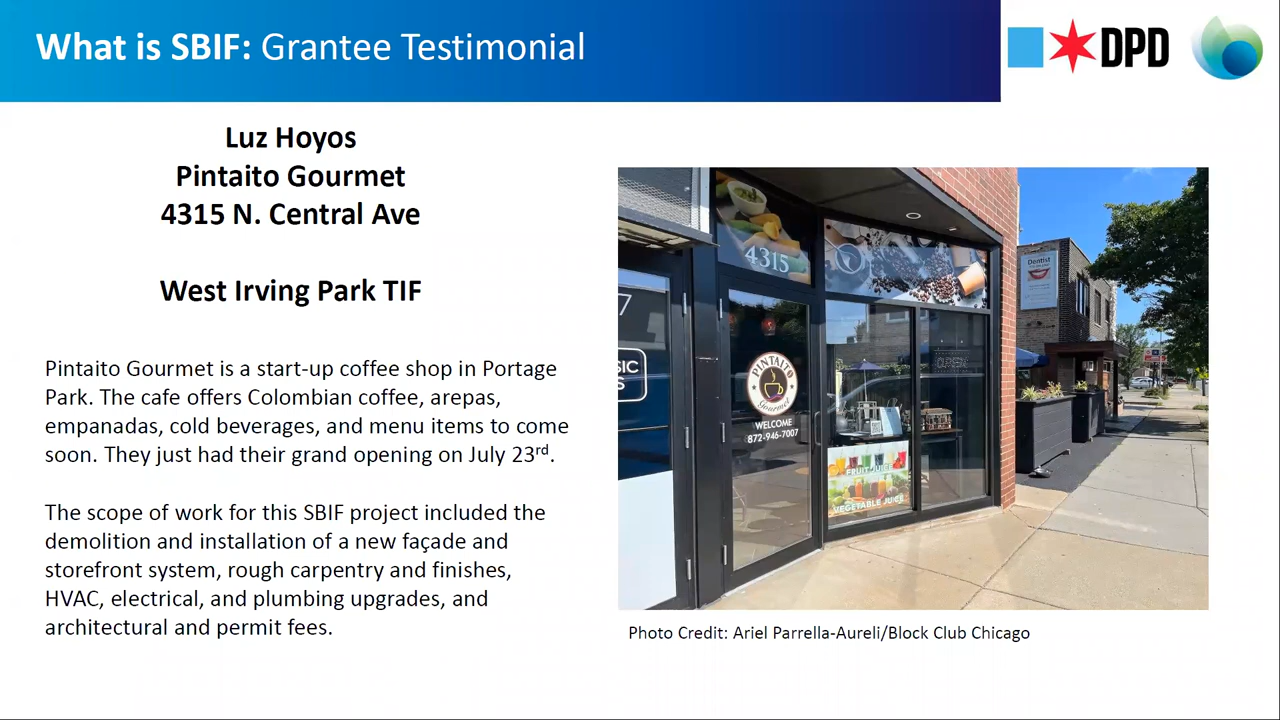 What is SBIF: Grantee Testimonial
DPD
Luz Hoyos
Pintaito Gourmet
4315 N. Central Ave
West Irving Park TIF
Pintaito Gourmet is a start-up coffee shop in Portage
Park. The cafe offers Colombian coffee, arepas,
empanadas, cold beverages, and menu items to come
soon. They just had their grand opening on July 23rd.
The scope of work for this SBIF project included the
demolition and installation of a new façade and
storefront system, rough carpentry and finishes,
HVAC, electrical, and plumbing upgrades, and
architectural and permit fees.
4315
7
SIC
S
PINTAITO
Gourmet
WELCOME
872-946-7007
OPEN
FRUIT JUICE
VEGETABLE JUICE
Dentist
Photo Credit: Ariel Parrella-Aureli/Block Club Chicago